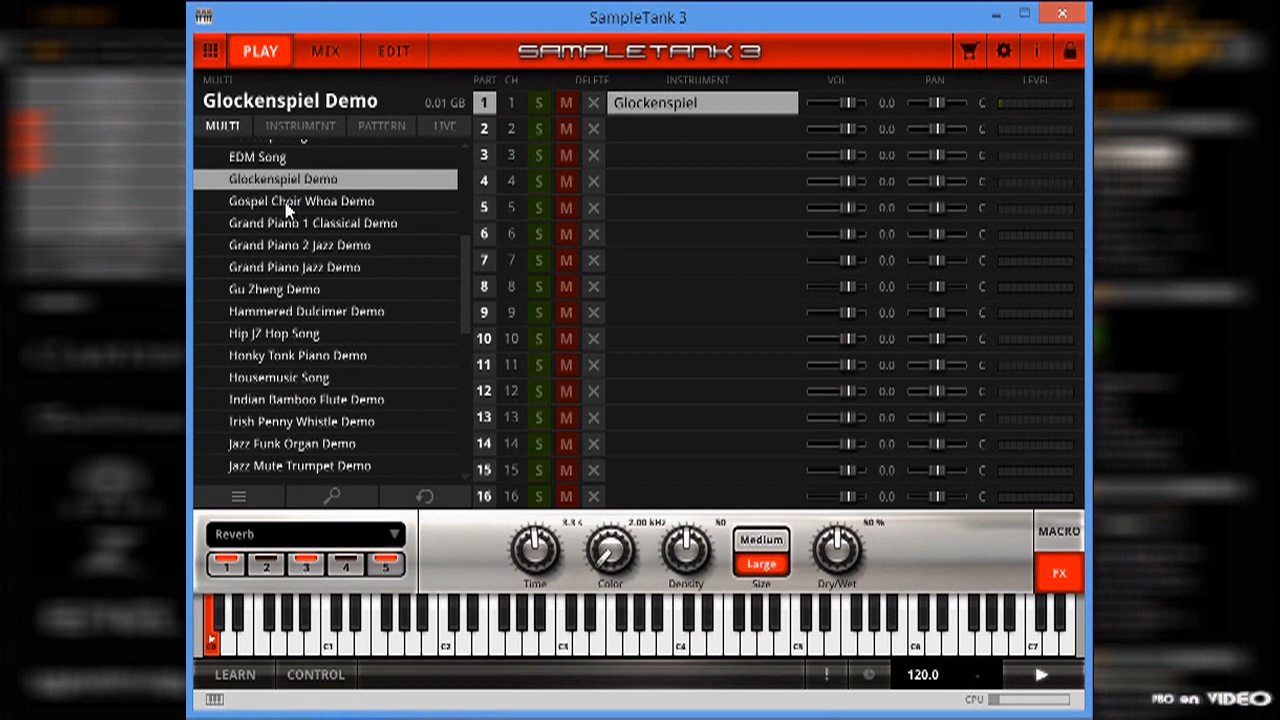 SampleTank 3
PLAY MIX EDIT SAMPLETANK 3 i
MULTI PART CH DELETE INSTRUMENT VOL PAN LEVEL
Glockenspiel Demo 0.01 GB 1 1 S M X Glockenspiel 0.0 C
MULTI INSTRUMENT PATTERN LIVE 2 2 S M X 0.0 C
EDM Song 3 3 S M X 0.0 C
Glockenspiel Demo 4 4 S M X 0.0 C
Gospel Choir Whoa Demo 5 5 S M X 0.0 C
Grand Piano 1 Classical Demo 6 6 S M X 0.0 C
Grand Piano 2 Jazz Demo
Grand Piano Jazz Demo 7 7 S M X 0.0 C
Gu Zheng Demo 8 8 S M X 0.0 C
Hammered Dulcimer Demo 9 9 S M X 0.0 C
Hip JZ Hop Song 10 10 S M X 0.0 C
Honky Tonk Piano Demo 11 11 S M X 0.0 C
Housemusic Song 12 12 S M X 0.0 C
Indian Bamboo Flute Demo
Irish Penny Whistle Demo 13 13 S M X 0.0 C
Jazz Funk Organ Demo 14 14 S M X 0.0 C
Jazz Mute Trumpet Demo 15 15 S M X 0.0 C
16 16 S M X 0.0 C
Reverb 3.3 s 2.00 kHz 50 Medium 50 % MACRO
1 2 3 4 5 Large FX
Time Color Density Size Dry/Wet
C0 C1 C2 C3 C4 C5 C6 C7
LEARN CONTROL ! 120.0 -
CPU
PRO on VIDEO